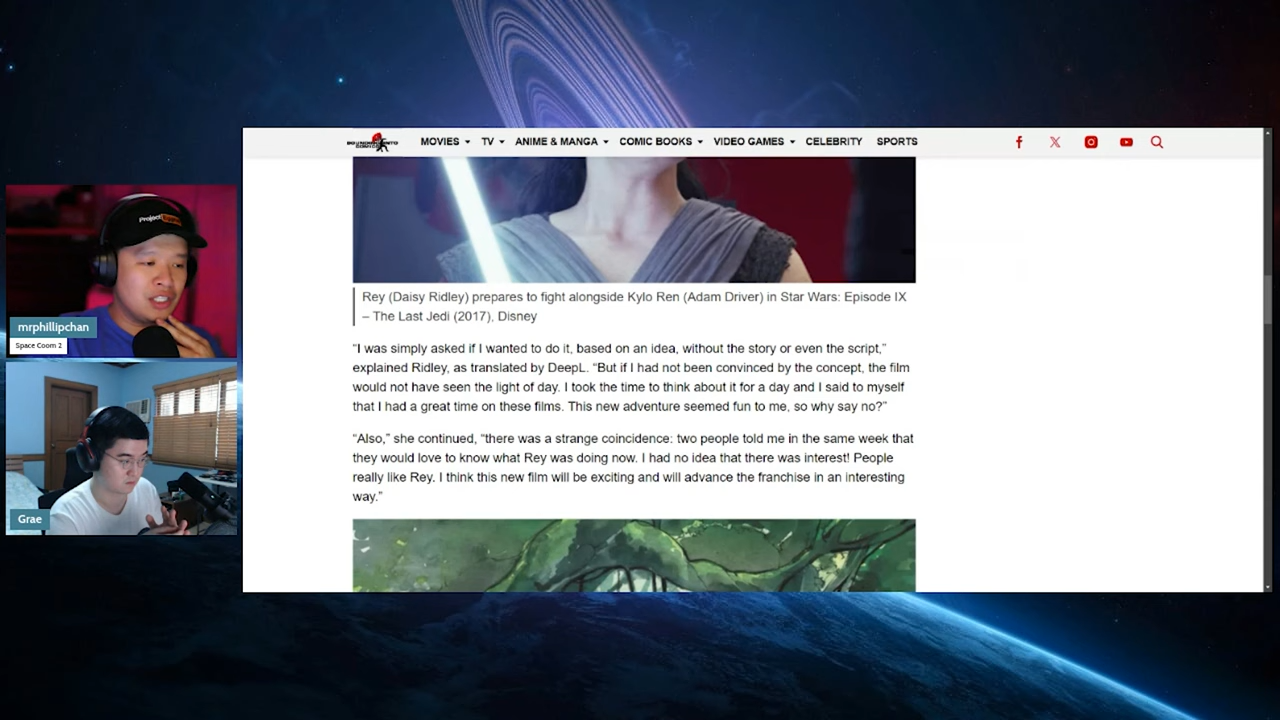 MOVIES TV ANIME & MANGA COMIC BOOKS VIDEO GAMES CELEBRITY SPORTS
Project
mrphillipchan
Space Coom 2
Grae
Rey (Daisy Ridley) prepares to fight alongside Kylo Ren (Adam Driver) in Star Wars: Episode IX
– The Last Jedi (2017), Disney
“I was simply asked if I wanted to do it, based on an idea, without the story or even the script,”
explained Ridley, as translated by DeepL. “But if I had not been convinced by the concept, the film
would not have seen the light of day. I took the time to think about it for a day and I said to myself
that I had a great time on these films. This new adventure seemed fun to me, so why say no?”
“Also,” she continued, “there was a strange coincidence: two people told me in the same week that
they would love to know what Rey was doing now. I had no idea that there was interest! People
really like Rey. I think this new film will be exciting and will advance the franchise in an interesting
way.”